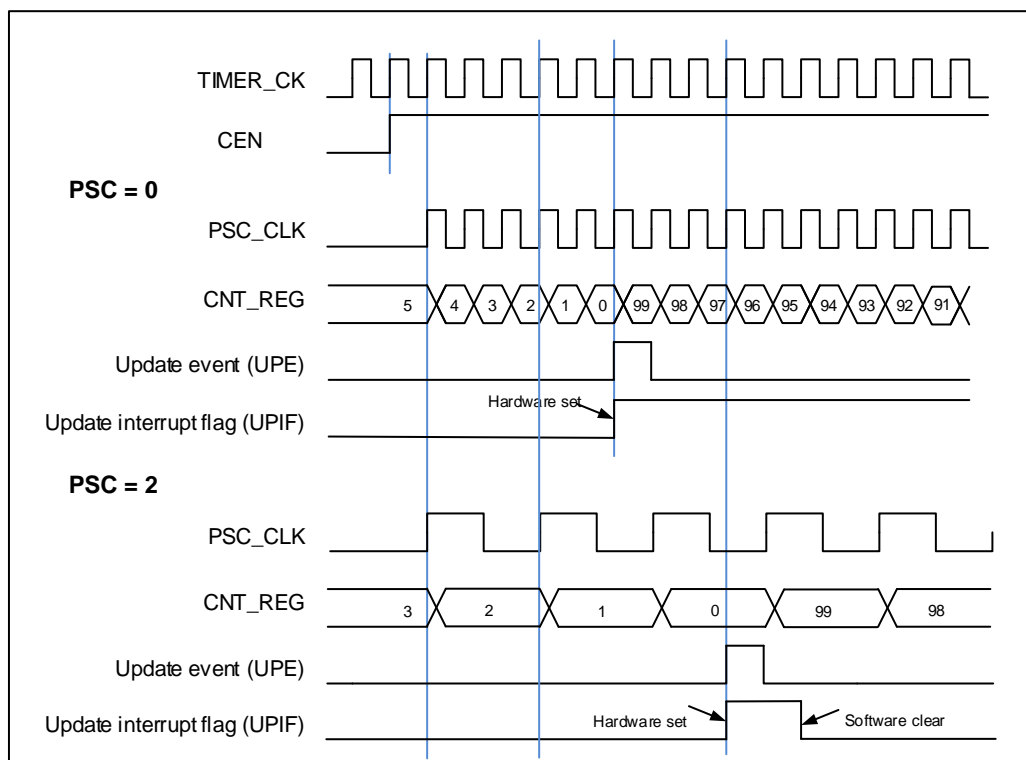 TIMER_CK
CEN
PSC = 0
PSC_CLK
CNT_REG 5 4 3 2 1 0 99 98 97 96 95 94 93 92 91
Update event (UPE)
Hardware set
Update interrupt flag (UPIF)
PSC = 2
PSC_CLK
CNT_REG 3 2 1 0 99 98
Update event (UPE)
Update interrupt flag (UPIF) Hardware set Software clear